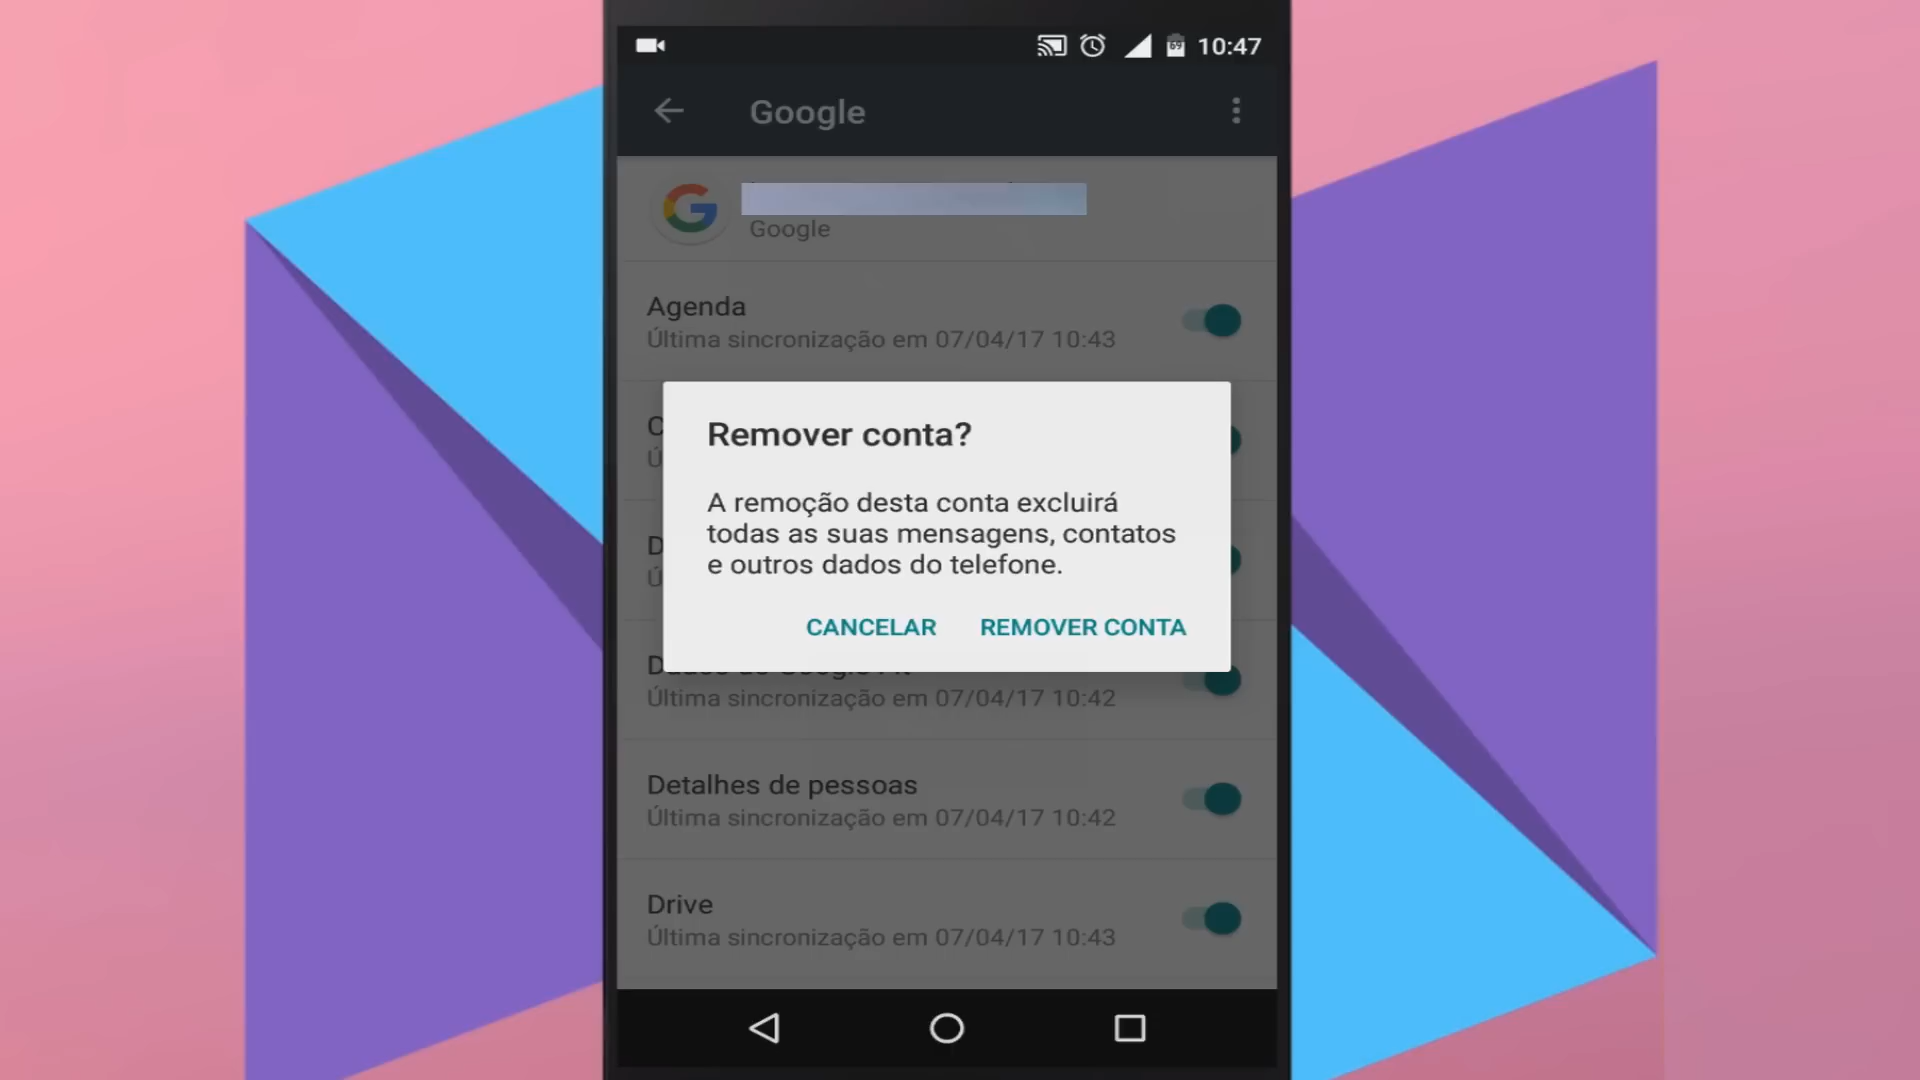 69 10:47
Google
Google
Agenda
Última sincronização em 07/04/17 10:43
Remover conta?
A remoção desta conta excluirá
todas as suas mensagens, contatos
e outros dados do telefone.
CANCELAR REMOVER CONTA
Última sincronização em 07/04/17 10:42
Detalhes de pessoas
Última sincronização em 07/04/17 10:42
Drive
Última sincronização em 07/04/17 10:43